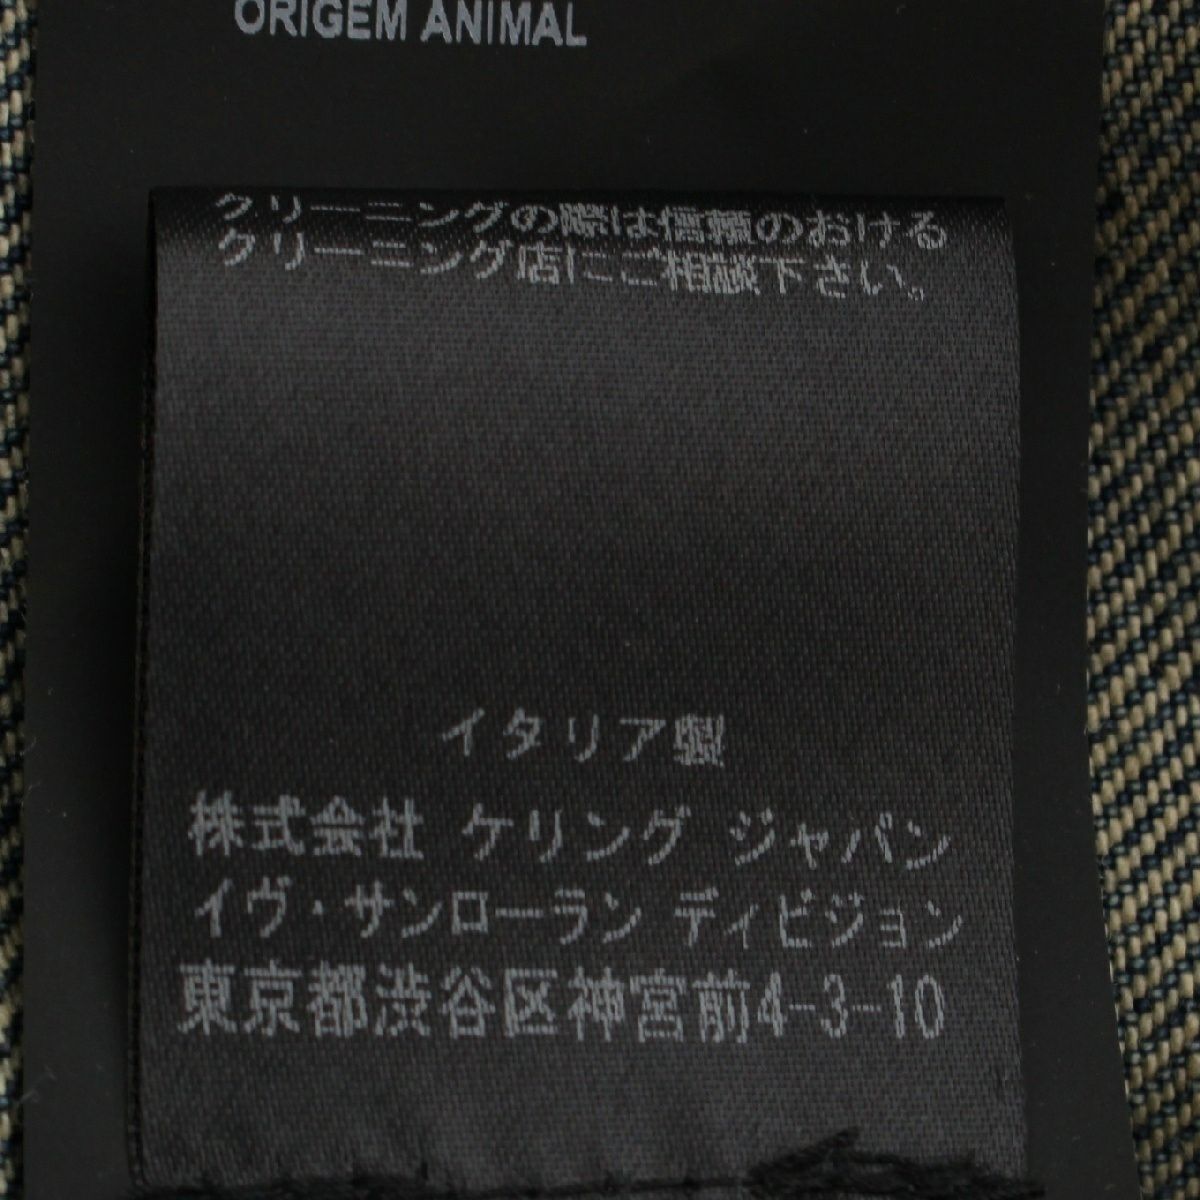 ORIGEM ANIMAL
クリーニングの際は信頼のおける
クリーニング店にご相談下さい。
イタリア製
株式会社 ケリング ジャパン
イヴ・サンローラン ディビジョン
東京都渋谷区神宮前4-3-10